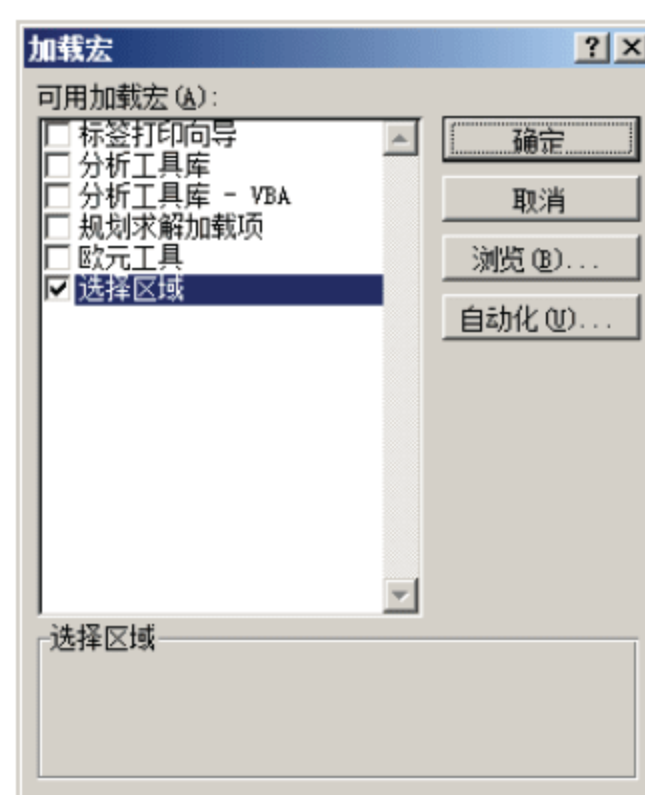 加载宏
可用加载宏(A):
标签打印向导
分析工具库
分析工具库 - VBA
规划求解加载项
欧元工具
选择区域
确定
取消
浏览(B)...
自动化(U)...
选择区域